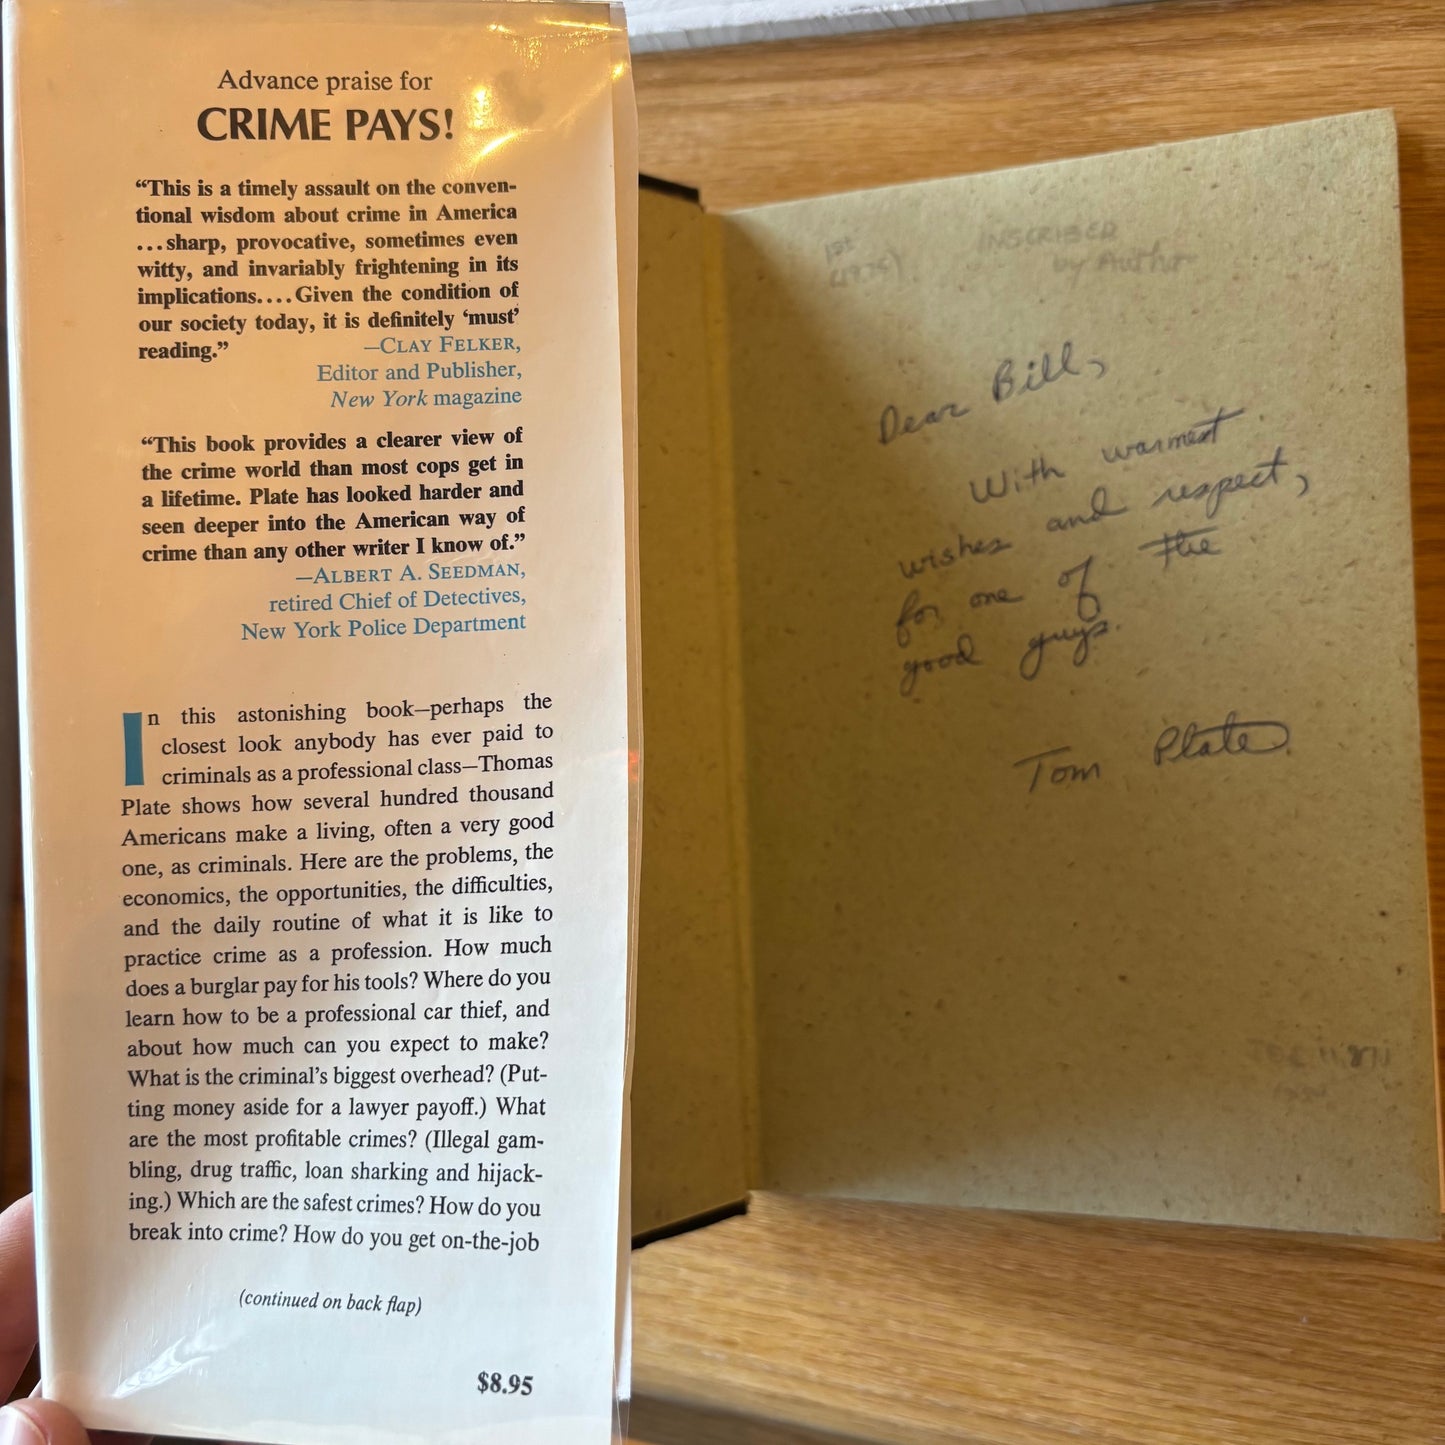 Advance praise for
CRIME PAYS!
“This is a timely assault on the conven-
tional wisdom about crime in America
...sharp, provocative, sometimes even
witty, and invariably frightening in its
implications....Given the condition of
our society today, it is definitely ‘must’
reading.” —CLAY FELKER,
Editor and Publisher,
New York magazine
“This book provides a clearer view of
the crime world than most cops get in
a lifetime. Plate has looked harder and
seen deeper into the American way of
crime than any other writer I know of.”
—ALBERT A. SEEDMAN,
retired Chief of Detectives,
New York Police Department
In this astonishing book—perhaps the
closest look anybody has ever paid to
criminals as a professional class—Thomas
Plate shows how several hundred thousand
Americans make a living, often a very good
one, as criminals. Here are the problems, the
economics, the opportunities, the difficulties,
and the daily routine of what it is like to
practice crime as a profession. How much
does a burglar pay for his tools? Where do you
learn how to be a professional car thief, and
about how much can you expect to make?
What is the criminal’s biggest overhead? (Put-
ting money aside for a lawyer payoff.) What
are the most profitable crimes? (Illegal gam-
bling, drug traffic, loan sharking and hijack-
ing.) Which are the safest crimes? How do you
break into crime? How do you get on-the-job
(continued on back flap)
$8.95
1st
(1975)
INSCRIBED
by Author
Dear Bill,
With warmest
wishes and respect,
for one of the
good guys.
Tom Plate